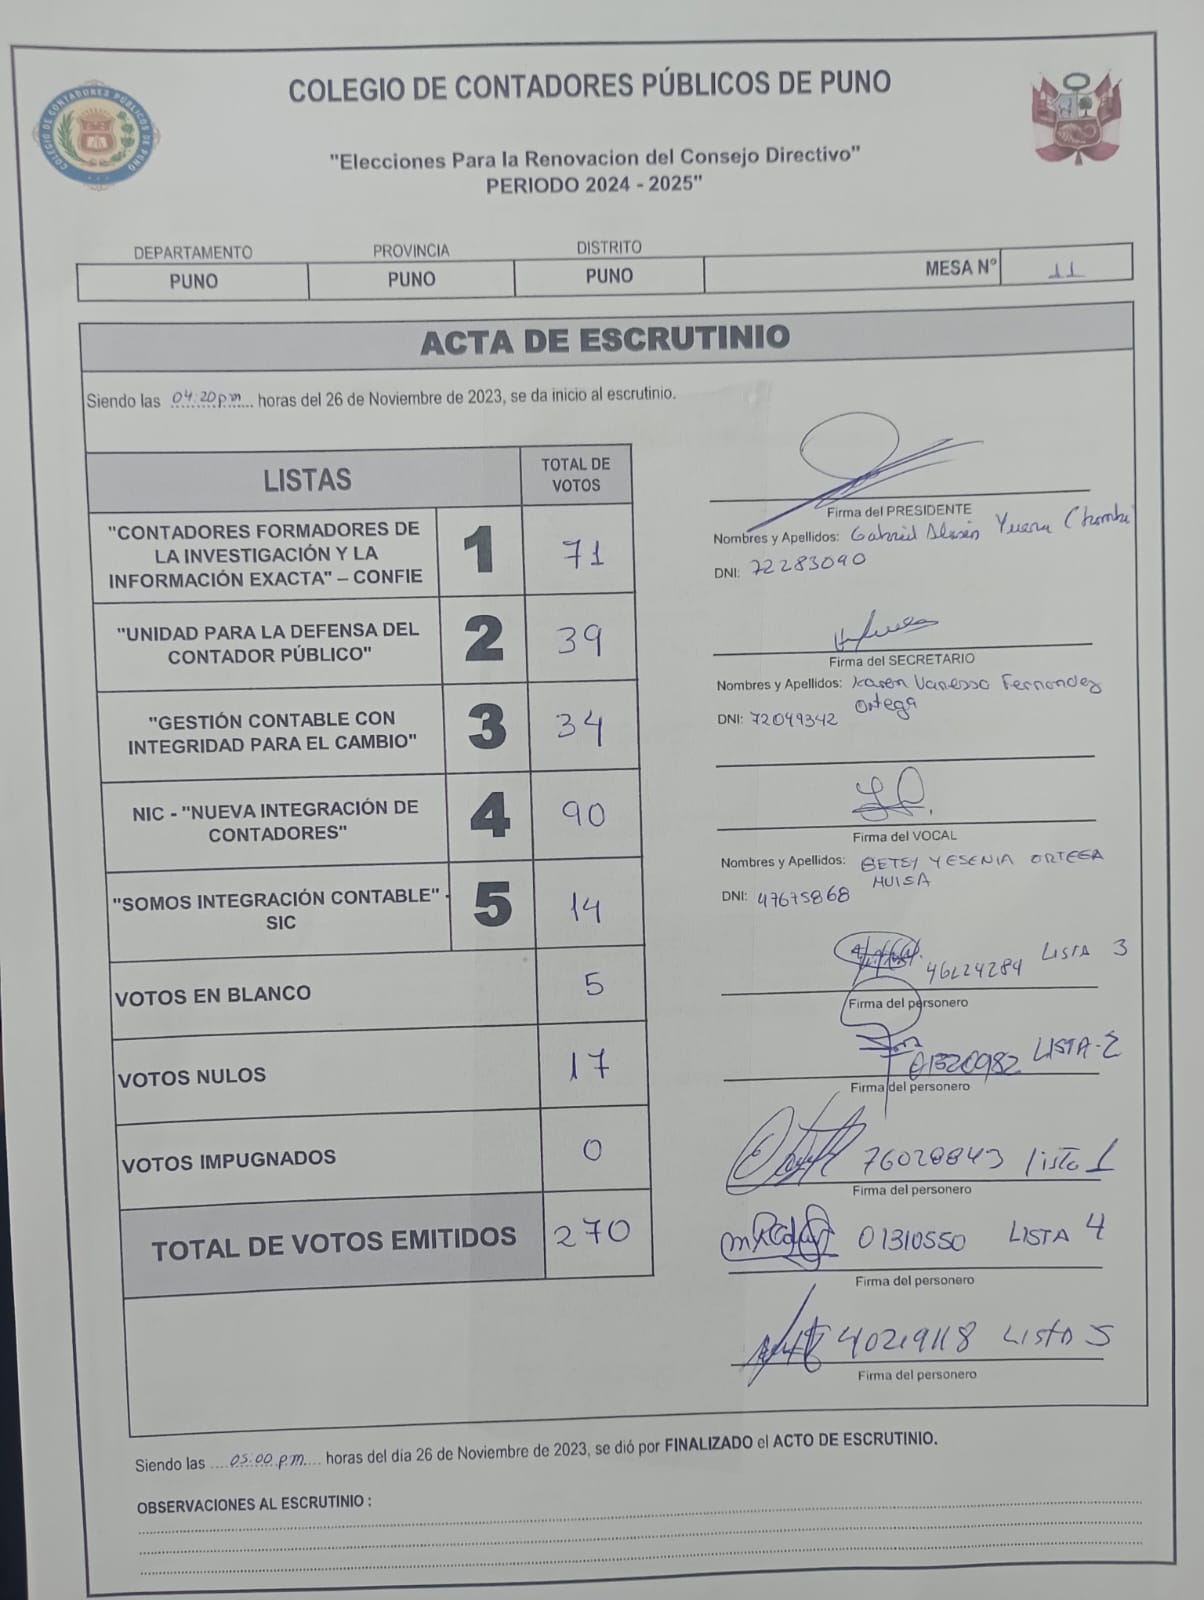 COLEGIO DE CONTADORES PÚBLICOS DE PUNO
COLEGIO DE CONTADORES PÚBLICOS DE PUNO
"Elecciones Para la Renovacion del Consejo Directivo"
PERIODO 2024 - 2025"
DEPARTAMENTO PROVINCIA DISTRITO
PUNO PUNO PUNO MESA N° 11
ACTA DE ESCRUTINIO
Siendo las 04:20pm horas del 26 de Noviembre de 2023, se da inicio al escrutinio.
LISTAS TOTAL DE VOTOS
"CONTADORES FORMADORES DE
LA INVESTIGACIÓN Y LA
INFORMACIÓN EXACTA" – CONFIE 1 71
"UNIDAD PARA LA DEFENSA DEL
CONTADOR PÚBLICO" 2 39
"GESTIÓN CONTABLE CON
INTEGRIDAD PARA EL CAMBIO" 3 34
NIC - "NUEVA INTEGRACIÓN DE
CONTADORES" 4 90
"SOMOS INTEGRACIÓN CONTABLE" -
SIC 5 14
VOTOS EN BLANCO 5
VOTOS NULOS 17
VOTOS IMPUGNADOS 0
TOTAL DE VOTOS EMITIDOS 270
Firma del PRESIDENTE
Nombres y Apellidos: Gabriel
DNI: 72283090
Firma del SECRETARIO
Nombres y Apellidos: Karen Vanessa Fernandez
Ortega
DNI: 72049342
Firma del VOCAL
Nombres y Apellidos: BETSY YESENIA ORTEGA
HUISA
DNI: 47675868
LISTA 3
Firma del personero
01320982 LISTA-2
Firma del personero
76028843 lista 1
Firma del personero
01310550 LISTA 4
Firma del personero
40219118 Lista 5
Firma del personero
Siendo las 05:00 p.m. horas del dia 26 de Noviembre de 2023, se dió por FINALIZADO el ACTO DE ESCRUTINIO.
OBSERVACIONES AL ESCRUTINIO :